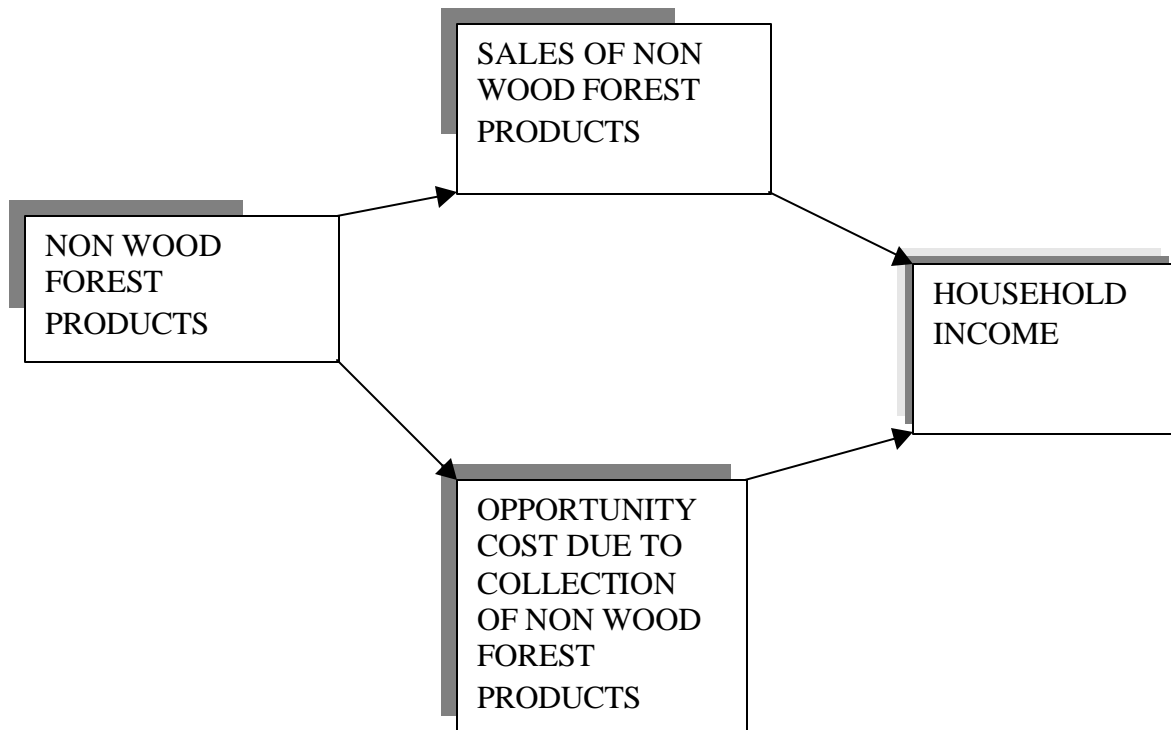 SALES OF NON
WOOD FOREST
PRODUCTS
NON WOOD
FOREST
PRODUCTS
HOUSEHOLD
INCOME
OPPORTUNITY
COST DUE TO
COLLECTION
OF NON WOOD
FOREST
PRODUCTS